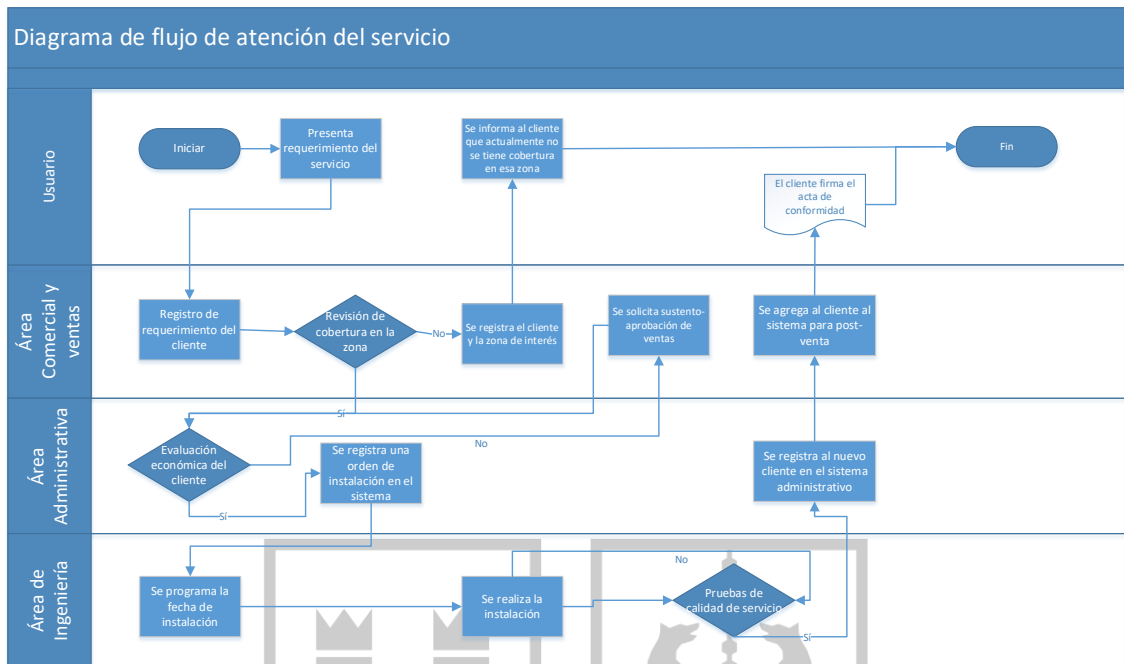 Diagrama de flujo de atención del servicio
Usuario
Iniciar
Presenta
requerimiento del
servicio
Se informa al cliente
que actualmente no
se tiene cobertura
en esa zona
Fin
El cliente firma el
acta de
conformidad
Área
Comercial y
ventas
Registro de
requerimiento del
cliente
Revisión de
cobertura en la
zona
No
Se registra el cliente
y la zona de interés
Se solicita sustento-
aprobación de
ventas
Se agrega al cliente al
sistema para post-
venta
Sí
Área
Administrativa
Evaluación
económica del
cliente
No
Sí
Se registra una
orden de
instalación en el
sistema
Se registra al nuevo
cliente en el sistema
administrativo
Área de
Ingeniería
Se programa la
fecha de
instalación
Se realiza la
instalación
No
Pruebas de
calidad de servicio
Sí